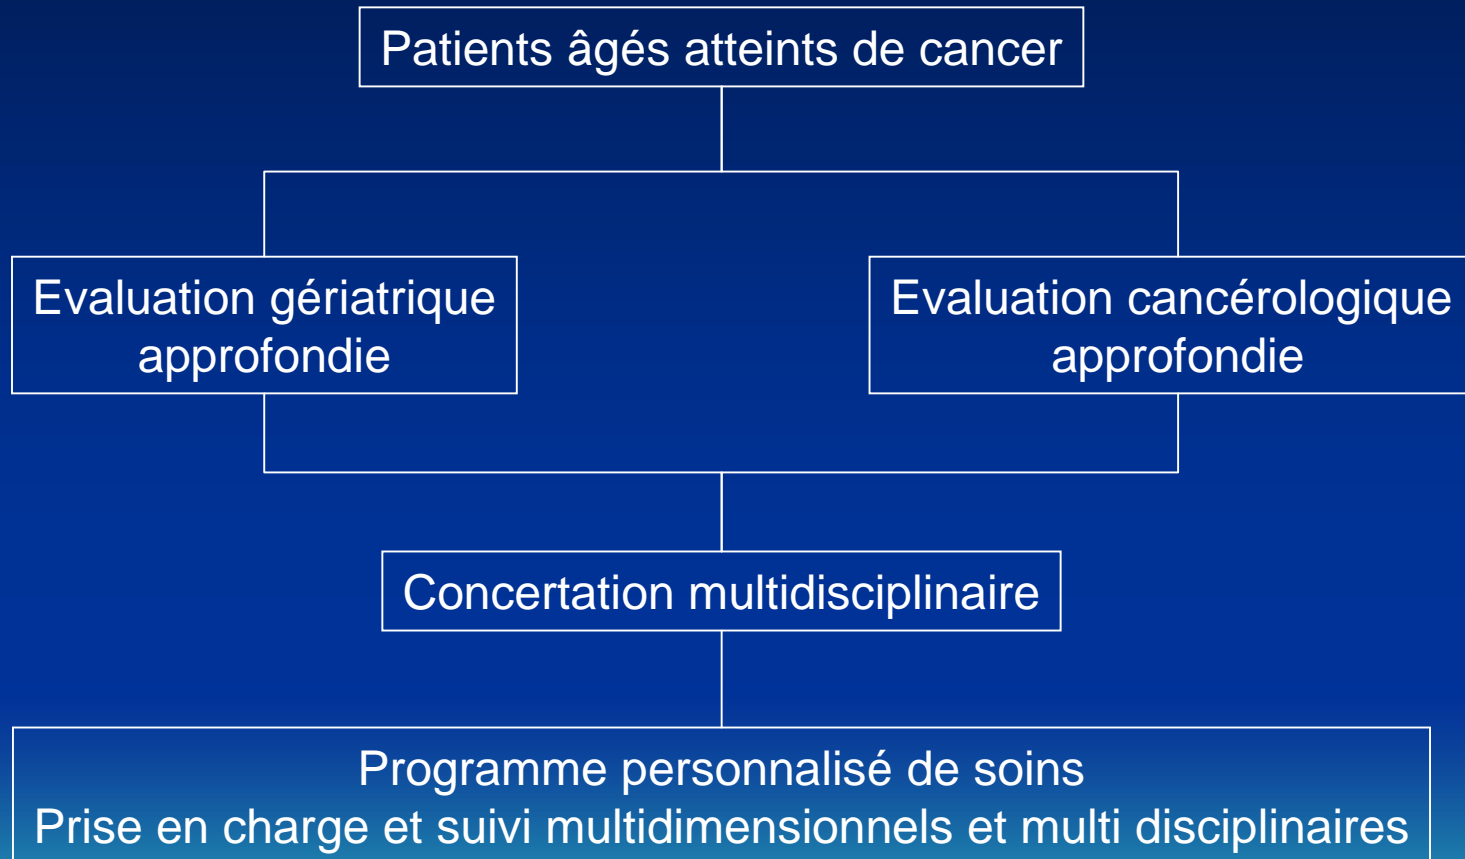 Patients âgés atteints de cancer
Evaluation gériatrique
approfondie
Evaluation cancérologique
approfondie
Concertation multidisciplinaire
Programme personnalisé de soins
Prise en charge et suivi multidimensionnels et multi disciplinaires